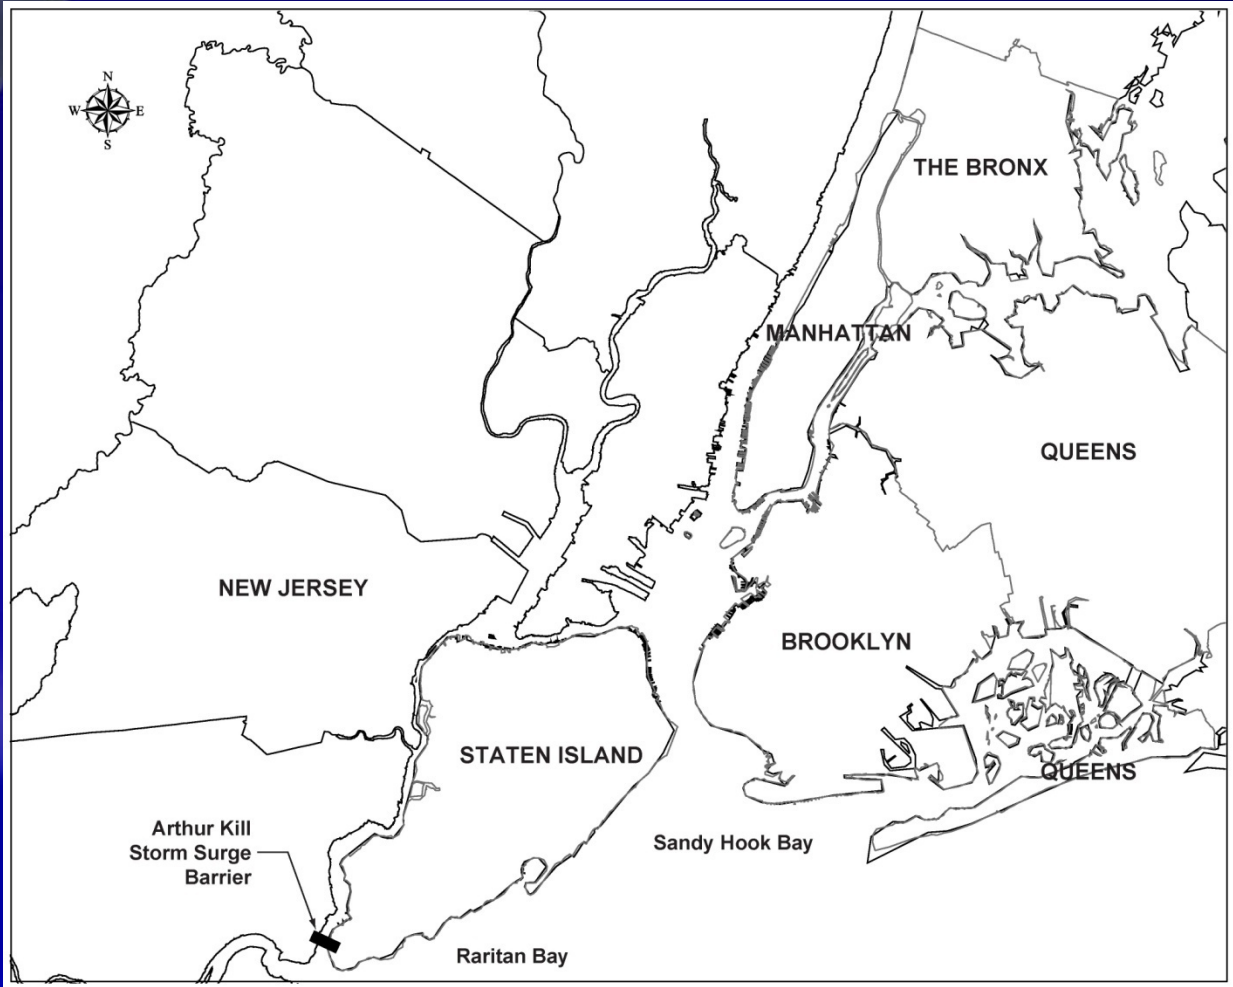 N
W E
S
THE BRONX
MANHATTAN
QUEENS
NEW JERSEY
BROOKLYN
STATEN ISLAND
QUEENS
Arthur Kill
Storm Surge
Barrier
Sandy Hook Bay
Raritan Bay